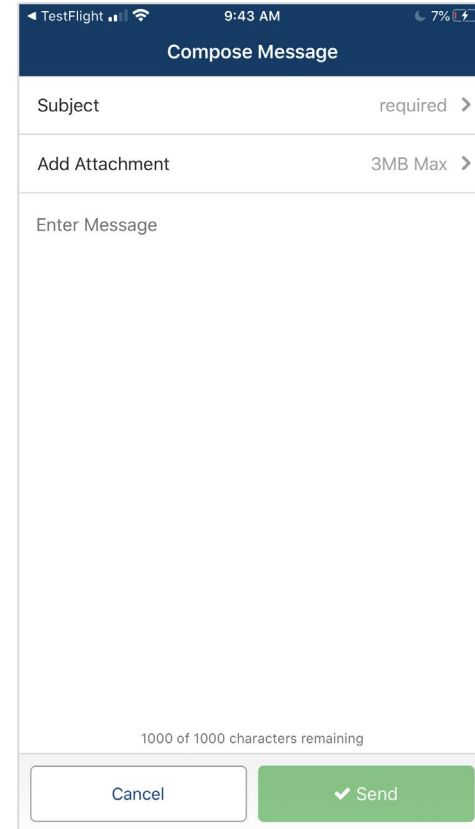 ◄ TestFlight 9:43 AM 7%
Compose Message
Subject required >
Add Attachment 3MB Max >
Enter Message
1000 of 1000 characters remaining
Cancel ✔ Send